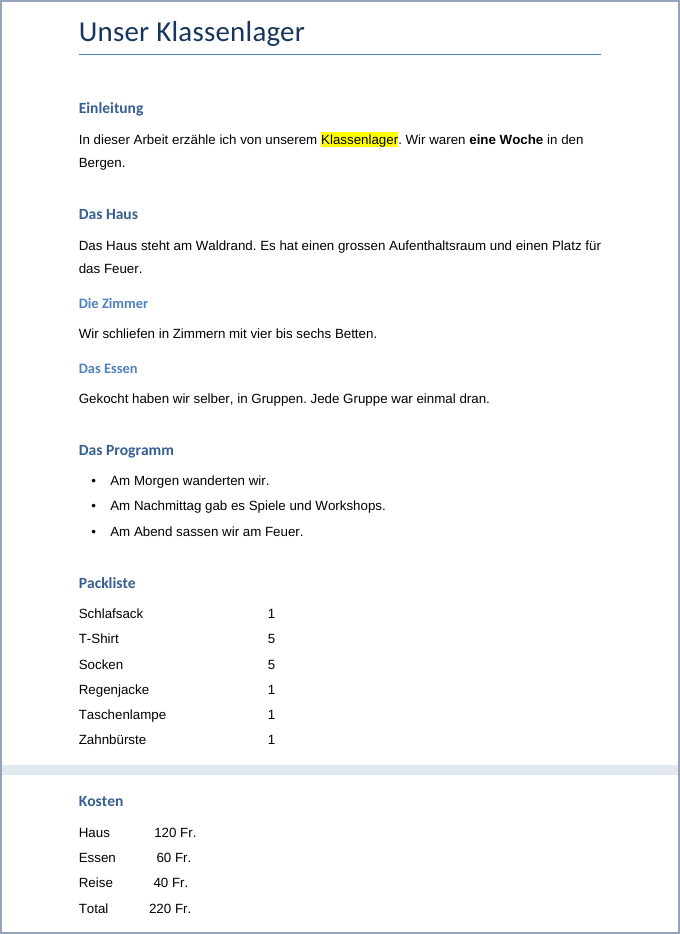 Unser Klassenlager
Einleitung
In dieser Arbeit erzähle ich von unserem Klassenlager. Wir waren eine Woche in den
Bergen.
Das Haus
Das Haus steht am Waldrand. Es hat einen grossen Aufenthaltsraum und einen Platz für
das Feuer.
Die Zimmer
Wir schliefen in Zimmern mit vier bis sechs Betten.
Das Essen
Gekocht haben wir selber, in Gruppen. Jede Gruppe war einmal dran.
Das Programm
• Am Morgen wanderten wir.
• Am Nachmittag gab es Spiele und Workshops.
• Am Abend sassen wir am Feuer.
Packliste
Schlafsack 1
T-Shirt 5
Socken 5
Regenjacke 1
Taschenlampe 1
Zahnbürste 1
Kosten
Haus 120 Fr.
Essen 60 Fr.
Reise 40 Fr.
Total 220 Fr.